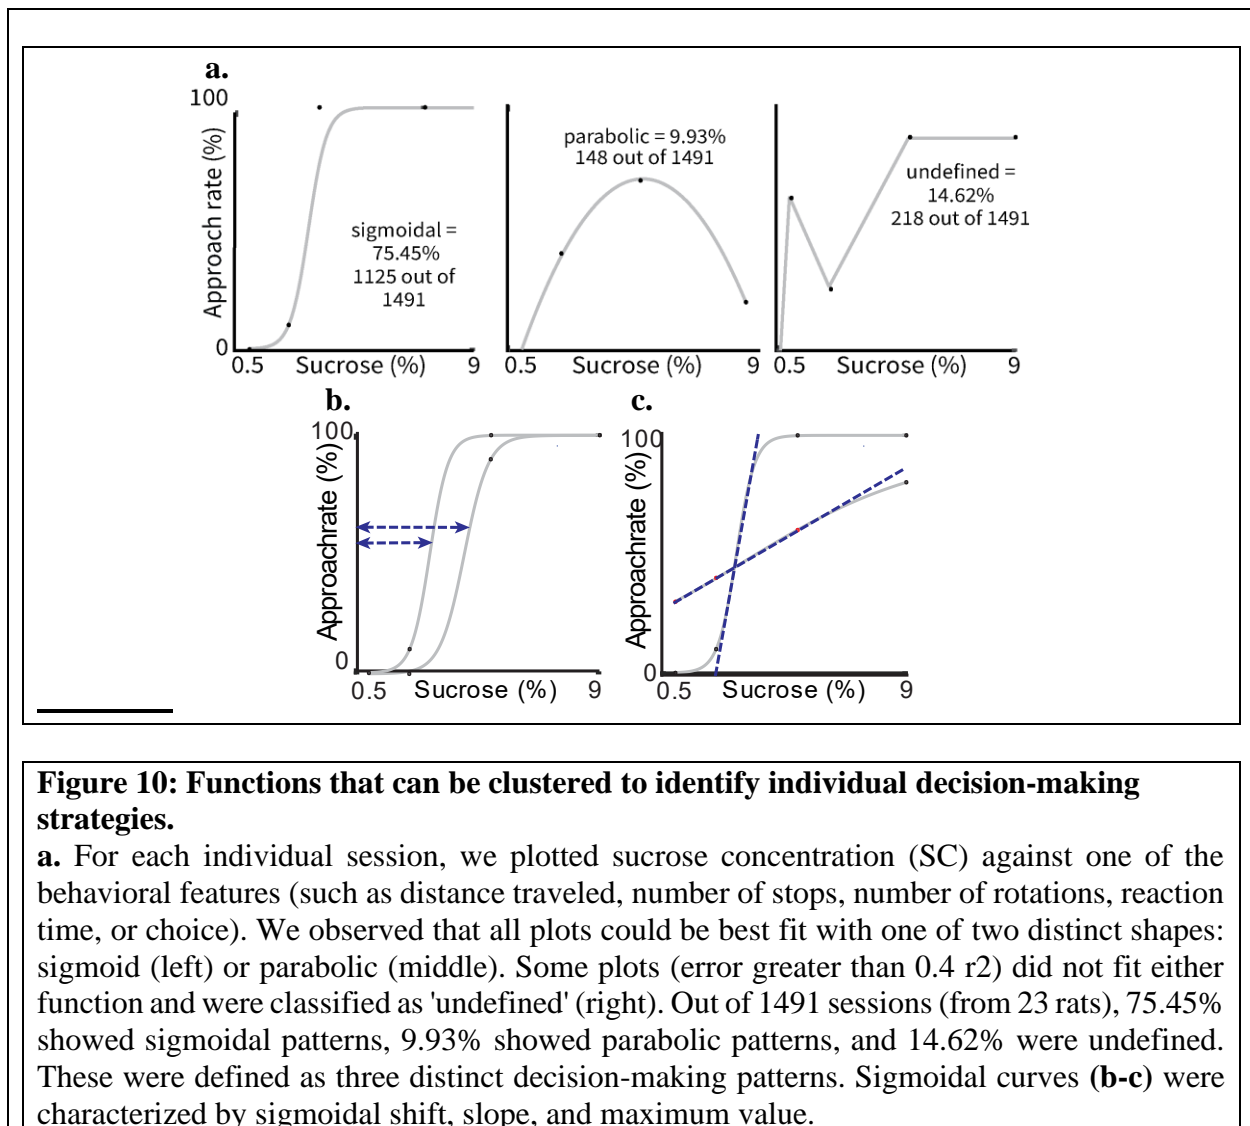 a.
100
Approach rate (%)
0
sigmoidal =
75.45%
1125 out of
1491
0.5 Sucrose (%) 9
parabolic = 9.93%
148 out of 1491
0.5 Sucrose (%) 9
undefined =
14.62%
218 out of 1491
0.5 Sucrose (%) 9
b.
100
Approachrate (%)
0
0.5 Sucrose (%) 9
c.
100
Approachrate (%)
0
0.5 Sucrose (%) 9
Figure 10: Functions that can be clustered to identify individual decision-making
strategies.
a. For each individual session, we plotted sucrose concentration (SC) against one of the
behavioral features (such as distance traveled, number of stops, number of rotations, reaction
time, or choice). We observed that all plots could be best fit with one of two distinct shapes:
sigmoid (left) or parabolic (middle). Some plots (error greater than 0.4 r2) did not fit either
function and were classified as 'undefined' (right). Out of 1491 sessions (from 23 rats), 75.45%
showed sigmoidal patterns, 9.93% showed parabolic patterns, and 14.62% were undefined.
These were defined as three distinct decision-making patterns. Sigmoidal curves (b-c) were
characterized by sigmoidal shift, slope, and maximum value.